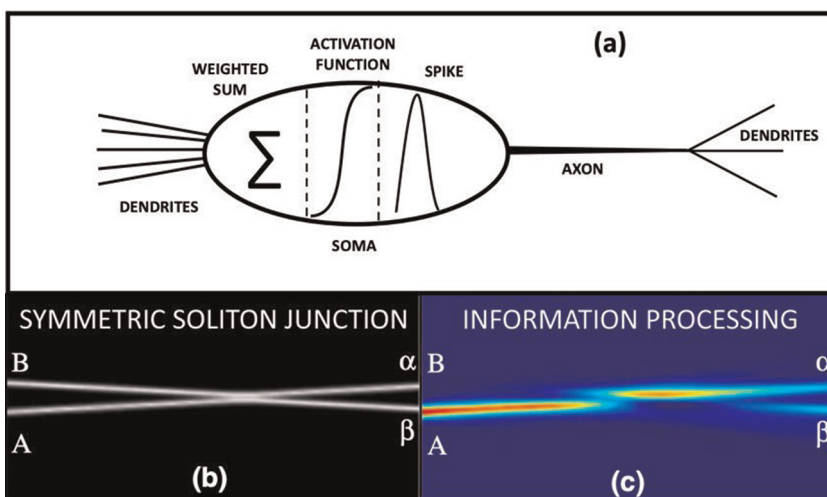 (a)
ACTIVATION
FUNCTION
WEIGHTED
SUM
SPIKE
Σ
DENDRITES
DENDRITES
AXON
SOMA
SYMMETRIC SOLITON JUNCTION
B
α
A
β
(b)
INFORMATION PROCESSING
B
α
A
β
(c)